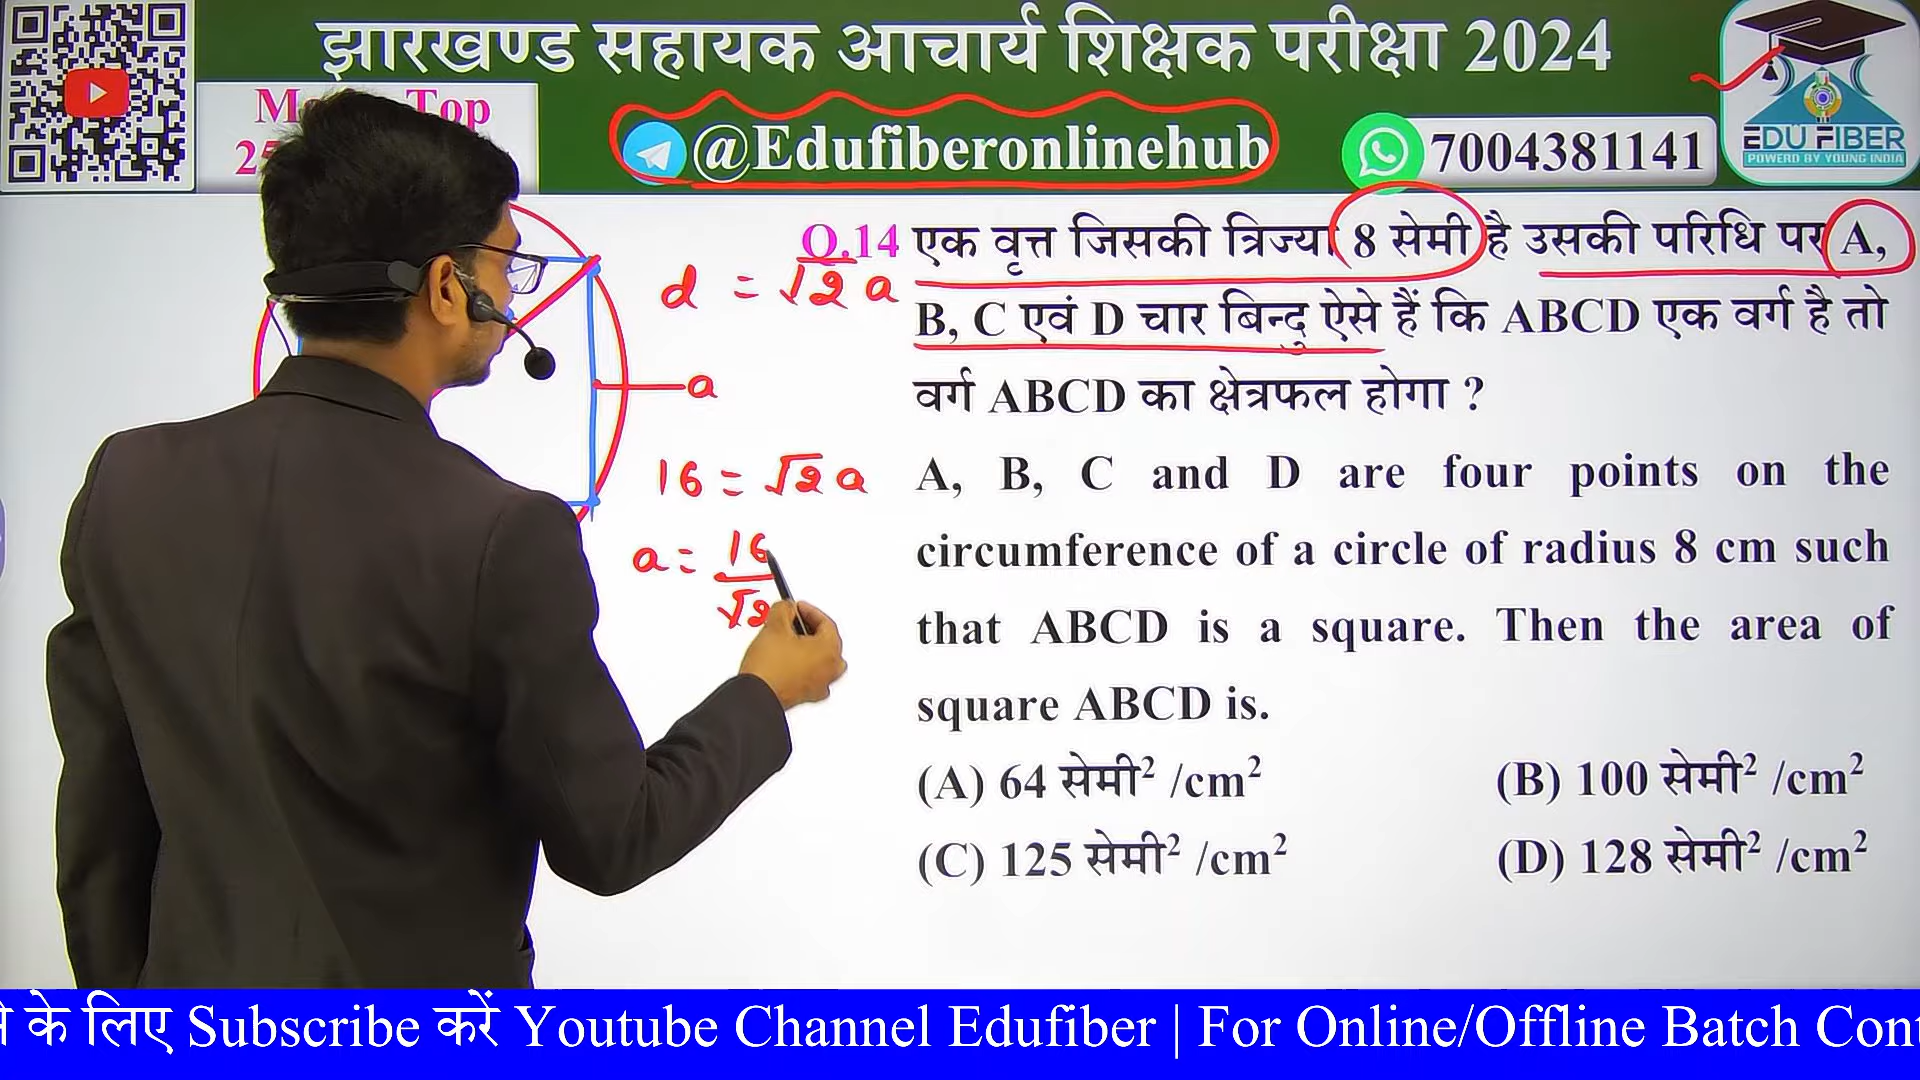 झारखण्ड सहायक आचार्य शिक्षक परीक्षा 2024
Top
@Edufiberonlinehub
7004381141
EDU FIBER
POWERD BY YOUNG INDIA
Q.14 एक वृत्त जिसकी त्रिज्या 8 सेमी है उसकी परिधि पर A,
B, C एवं D चार बिन्दु ऐसे हैं कि ABCD एक वर्ग है तो
वर्ग ABCD का क्षेत्रफल होगा ?
A, B, C and D are four points on the
circumference of a circle of radius 8 cm such
that ABCD is a square. Then the area of
square ABCD is.
(A) 64 सेमी² /cm²
(B) 100 सेमी² /cm²
(C) 125 सेमी² /cm²
(D) 128 सेमी² /cm²
d = √2 a
a
16 = √2 a
a = 16/√2
के लिए Subscribe करें Youtube Channel Edufiber | For Online/Offline Batch Cont